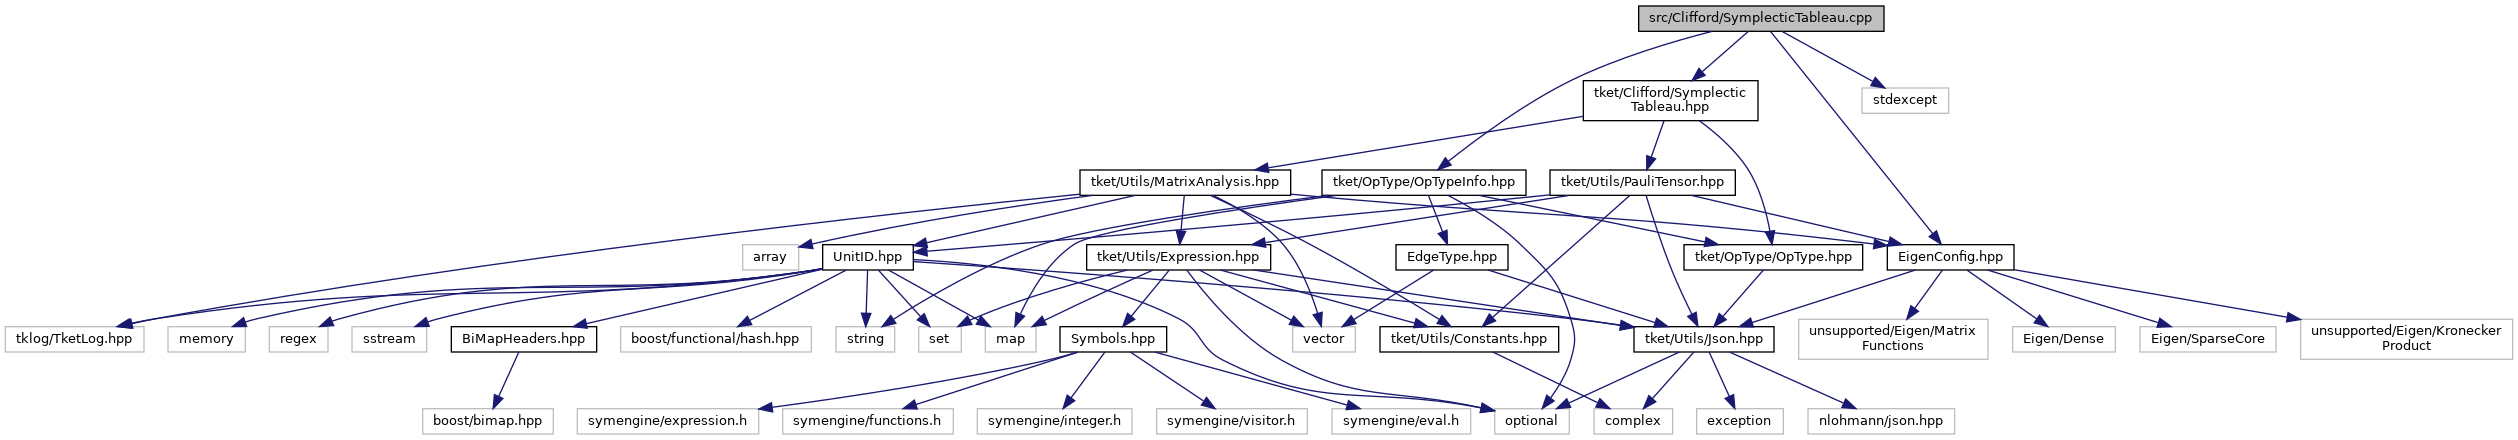 src/Clifford/SymplecticTableau.cpp
tket/Clifford/Symplectic
Tableau.hpp
stdexcept
tket/Utils/MatrixAnalysis.hpp
tket/OpType/OpTypeInfo.hpp
tket/Utils/PauliTensor.hpp
array
UnitID.hpp
tket/Utils/Expression.hpp
EdgeType.hpp
tket/OpType/OpType.hpp
EigenConfig.hpp
tklog/TketLog.hpp
memory
regex
sstream
BiMapHeaders.hpp
boost/functional/hash.hpp
string
set
map
Symbols.hpp
vector
tket/Utils/Constants.hpp
tket/Utils/Json.hpp
unsupported/Eigen/Matrix
Functions
Eigen/Dense
Eigen/SparseCore
unsupported/Eigen/Kronecker
Product
boost/bimap.hpp
symengine/expression.h
symengine/functions.h
symengine/integer.h
symengine/visitor.h
symengine/eval.h
optional
complex
exception
nlohmann/json.hpp